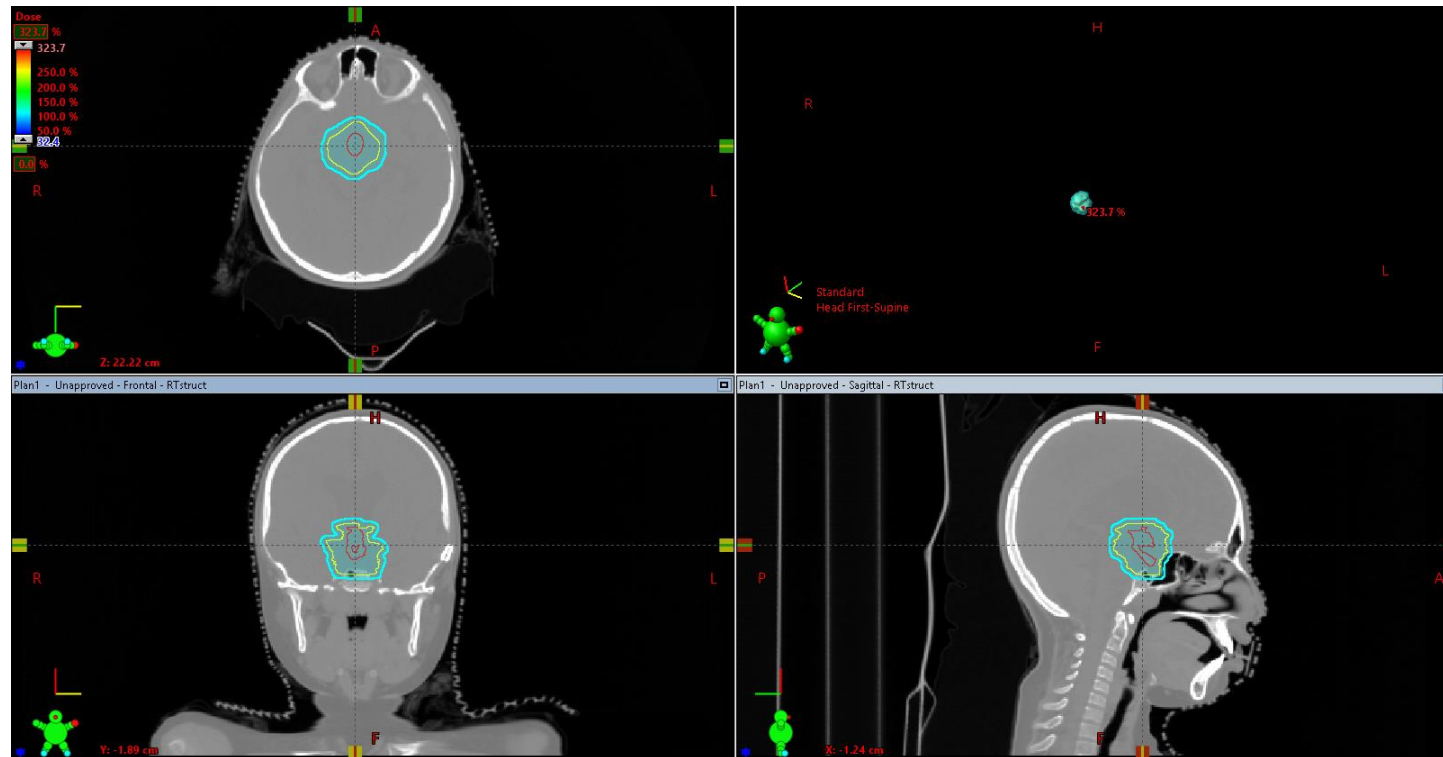 Dose
323.7 %
323.7
250.0 %
200.0 %
150.0 %
100.0 %
50.0 %
32.4
0.0 %
A
R
L
P
Z: 22.22 cm
H
R
323.7 %
L
Standard
Head First-Supine
F
Plan1 - Unapproved - Frontal - RTstruct
H
R
L
F
Y: -1.89 cm
Plan1 - Unapproved - Sagittal - RTstruct
H
P
A
F
X: -1.24 cm